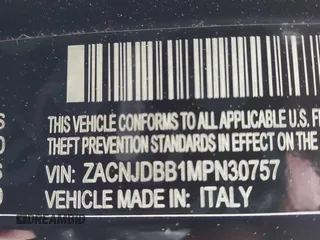 THIS VEHICLE CONFORMS TO ALL APPLICABLE U.S. F
THEFT PREVENTION STANDARDS IN EFFECT ON THE
VIN: ZACNJDBB1MPN30757
VEHICLE MADE IN: ITALY
DREAMBID